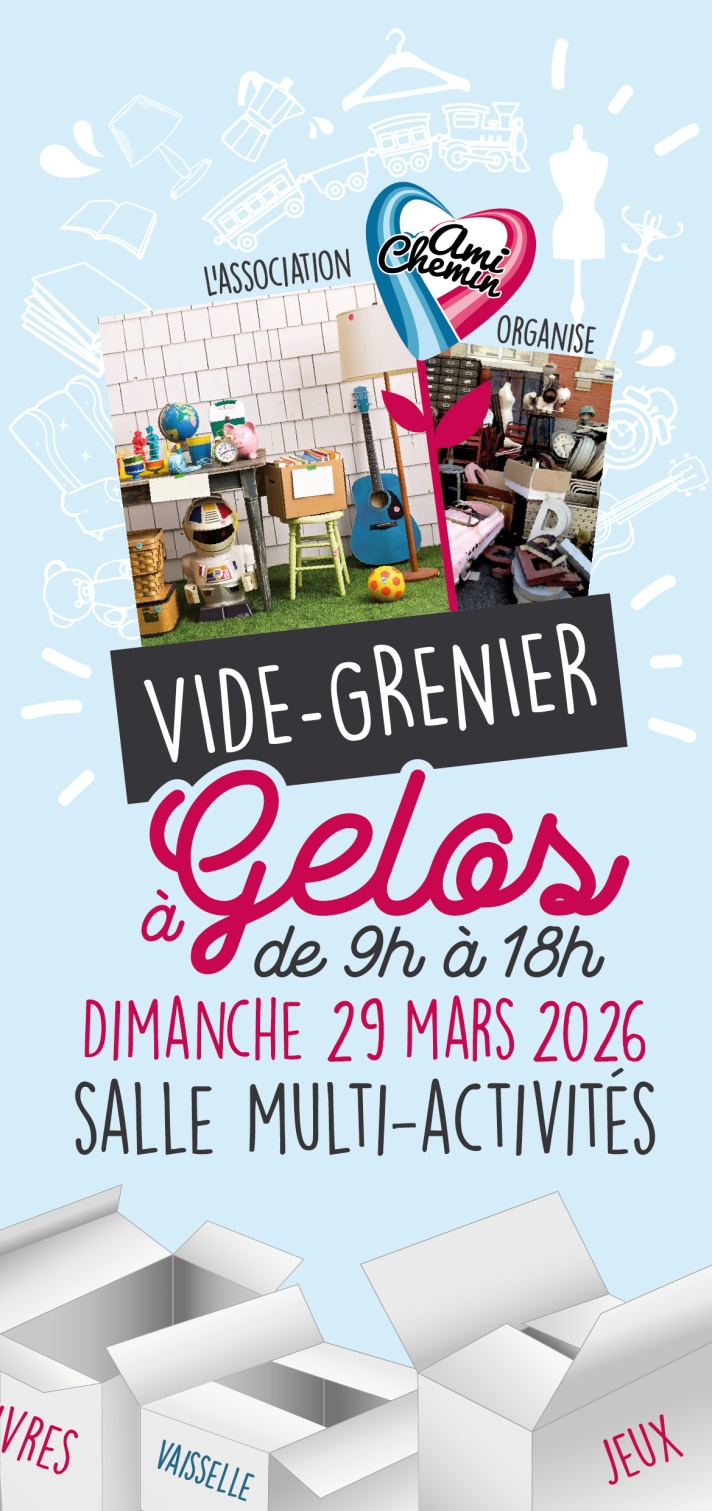 L'ASSOCIATION
Ami
Chemin
ORGANISE
VIDE-GRENIER
à Gelos
de 9h à 18h
DIMANCHE 29 MARS 2026
SALLE MULTI-ACTIVITÉS
VRES
VAISSELLE
JEUX